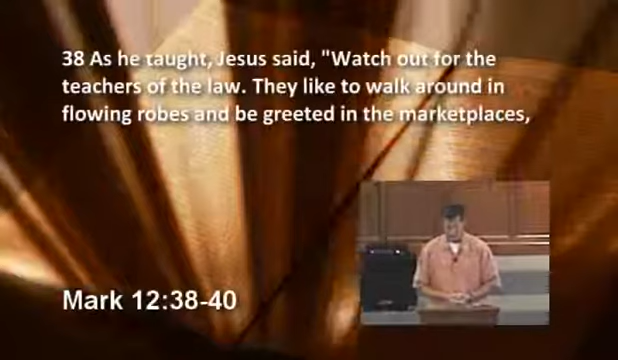 38 As he taught, Jesus said, "Watch out for the
teachers of the law. They like to walk around in
flowing robes and be greeted in the marketplaces,
Mark 12:38-40